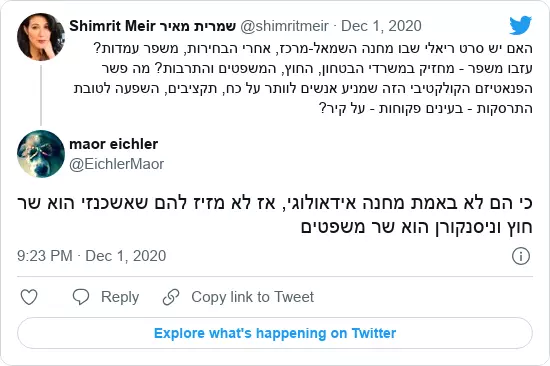 Shimrit Meir שמרית מאיר @shimritmeir · Dec 1, 2020
האם יש סרט ריאלי שבו מחנה השמאל-מרכז, אחרי הבחירות, משפר עמדות?
עזבו משפר - מחזיק במשרדי הבטחון, החוץ, המשפטים והתרבות? מה פשר
הפנאטיזם הקולקטיבי הזה שמניע אנשים לוותר על כח, תקציבים, השפעה לטובת
התרסקות - בעינים פקוחות - על קיר?
maor eichler
@EichlerMaor
כי הם לא באמת מחנה אידאולוגי, אז לא מזיז להם שאשכנזי הוא שר
חוץ וניסנקורן הוא שר משפטים
9:23 PM · Dec 1, 2020
Reply
Copy link to Tweet
Explore what's happening on Twitter